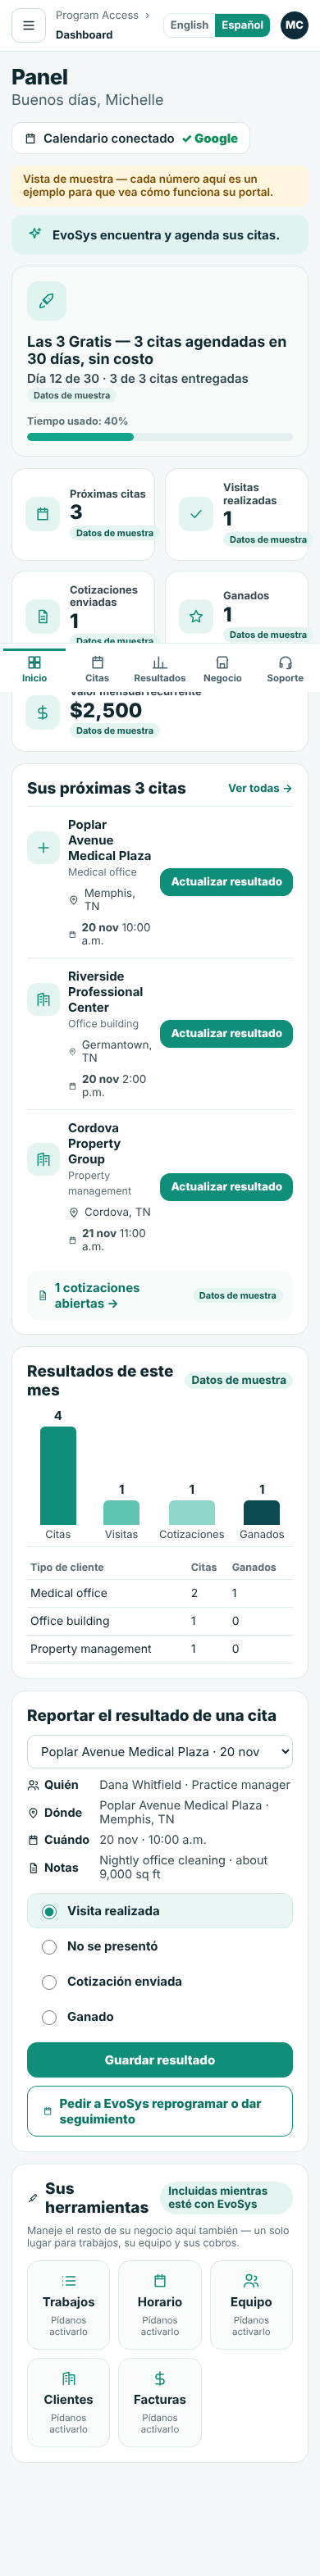 Program Access ›
Dashboard
English Español
MC
Panel
Buenos días, Michelle
Calendario conectado ✓ Google
Vista de muestra — cada número aquí es un
ejemplo para que vea cómo funciona su portal.
EvoSys encuentra y agenda sus citas.
Las 3 Gratis — 3 citas agendadas en
30 días, sin costo
Día 12 de 30 · 3 de 3 citas entregadas
Datos de muestra
Tiempo usado: 40%
Próximas citas
3
Datos de muestra
Visitas
realizadas
1
Datos de muestra
Cotizaciones
enviadas
1
Datos de muestra
Ganados
1
Datos de muestra
Inicio
Citas
Resultados
Negocio
Soporte
Valor mensual recurrente
$2,500
Datos de muestra
Sus próximas 3 citas
Ver todas →
Poplar
Avenue
Medical Plaza
Medical office
Memphis,
TN
20 nov 10:00
a.m.
Actualizar resultado
Riverside
Professional
Center
Office building
Germantown,
TN
20 nov 2:00
p.m.
Actualizar resultado
Cordova
Property
Group
Property
management
Cordova, TN
21 nov 11:00
a.m.
Actualizar resultado
1 cotizaciones
abiertas →
Datos de muestra
Resultados de este
mes
Datos de muestra
4
1
1
1
Citas
Visitas
Cotizaciones
Ganados
Tipo de cliente Citas Ganados
Medical office 2 1
Office building 1 0
Property management 1 0
Reportar el resultado de una cita
Poplar Avenue Medical Plaza · 20 nov
Quién Dana Whitfield · Practice manager
Dónde Poplar Avenue Medical Plaza ·
Memphis, TN
Cuándo 20 nov · 10:00 a.m.
Notas Nightly office cleaning · about
9,000 sq ft
Visita realizada
No se presentó
Cotización enviada
Ganado
Guardar resultado
Pedir a EvoSys reprogramar o dar
seguimiento
Sus
herramientas
Incluidas mientras
esté con EvoSys
Maneje el resto de su negocio aquí también — un solo
lugar para trabajos, su equipo y sus cobros.
Trabajos
Pídanos
activarlo
Horario
Pídanos
activarlo
Equipo
Pídanos
activarlo
Clientes
Pídanos
activarlo
Facturas
Pídanos
activarlo